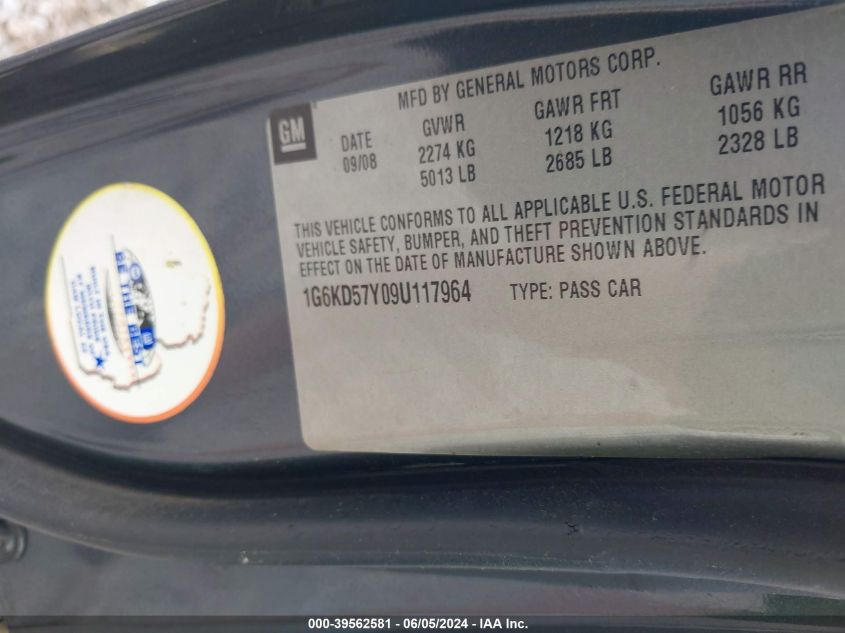 GM
MFD BY GENERAL MOTORS CORP.
DATE GVWR GAWR FRT GAWR RR
09/08 2274 KG 1218 KG 1056 KG
5013 LB 2685 LB 2328 LB
THIS VEHICLE CONFORMS TO ALL APPLICABLE U.S. FEDERAL MOTOR
VEHICLE SAFETY, BUMPER, AND THEFT PREVENTION STANDARDS IN
EFFECT ON THE DATE OF MANUFACTURE SHOWN ABOVE.
1G6KD57Y09U117964 TYPE: PASS CAR
BE THE BEST
000-39562581 - 06/05/2024 - IAA Inc.